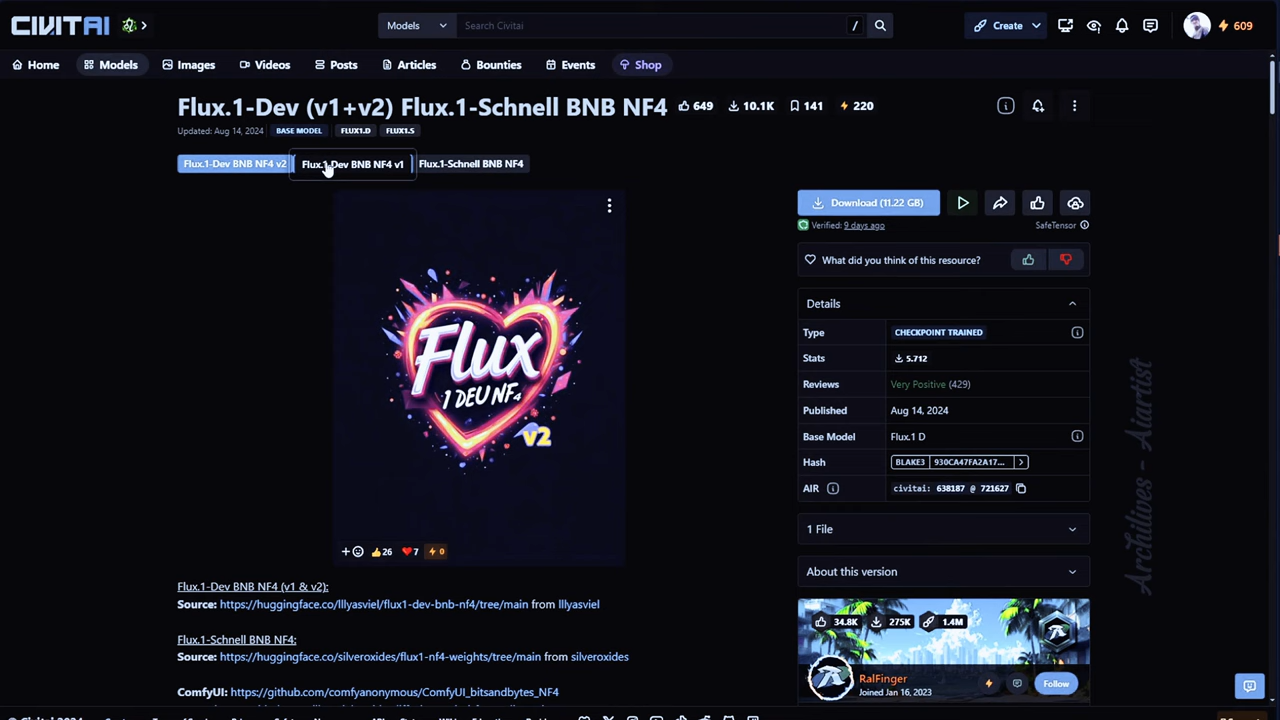 CIVITAI
Models
Search Civitai
/
Create
609
Home
Models
Images
Videos
Posts
Articles
Bounties
Events
Shop
Flux.1-Dev (v1+v2) Flux.1-Schnell BNB NF4
649
10.1K
141
220
Updated: Aug 14, 2024
BASE MODEL
FLUX1.D
FLUX1.S
Flux.1-Dev BNB NF4 v2
Flux.1-Dev BNB NF4 v1
Flux.1-Schnell BNB NF4
Flux
1 DEU NF4
v2
26
7
0
Download (11.22 GB)
Verified: 9 days ago
SafeTensor
What did you think of this resource?
Details
Type
CHECKPOINT TRAINED
Stats
5,712
Reviews
Very Positive (429)
Published
Aug 14, 2024
Base Model
Flux.1 D
Hash
BLAKE3
930CA47FA2A17...
AIR
civitai: 638187 @ 721627
1 File
About this version
34.8K
275K
1.4M
RalFinger
Joined Jan 16, 2023
Follow
Archilives - Aiartist
Flux.1-Dev BNB NF4 (v1 & v2):
Source: https://huggingface.co/lllyasviel/flux1-dev-bnb-nf4/tree/main from lllyasviel
Flux.1-Schnell BNB NF4:
Source: https://huggingface.co/silveroxides/flux1-nf4-weights/tree/main from silveroxides
ComfyUI: https://github.com/comfyanonymous/ComfyUI_bitsandbytes_NF4